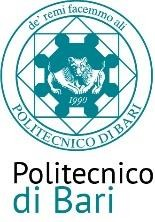 de' remi facemmo ali
1990
POLITECNICO DI BARI
Politecnico
di Bari